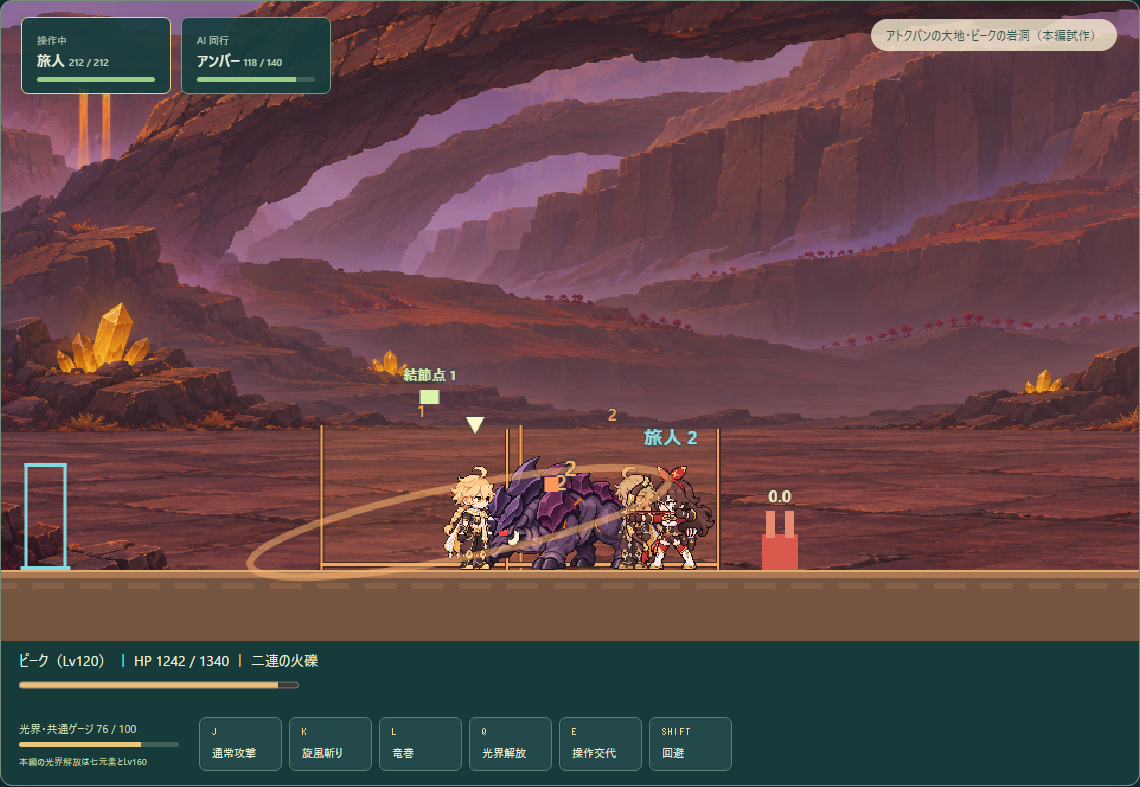 操作中
旅人 212 / 212
AI 同行
アンバー 118 / 140
アトクパンの大地・ピークの岩洞（本編試作）
結節点 1
1
2
旅人 2
2
2
0.0
ピーク（Lv120） | HP 1242 / 1340 | 二連の火礫
光界・共通ゲージ 76 / 100
本編の光界解放は七元素とLv160
J
通常攻撃
K
旋風斬り
L
竜巻
Q
光界解放
E
操作交代
SHIFT
回避